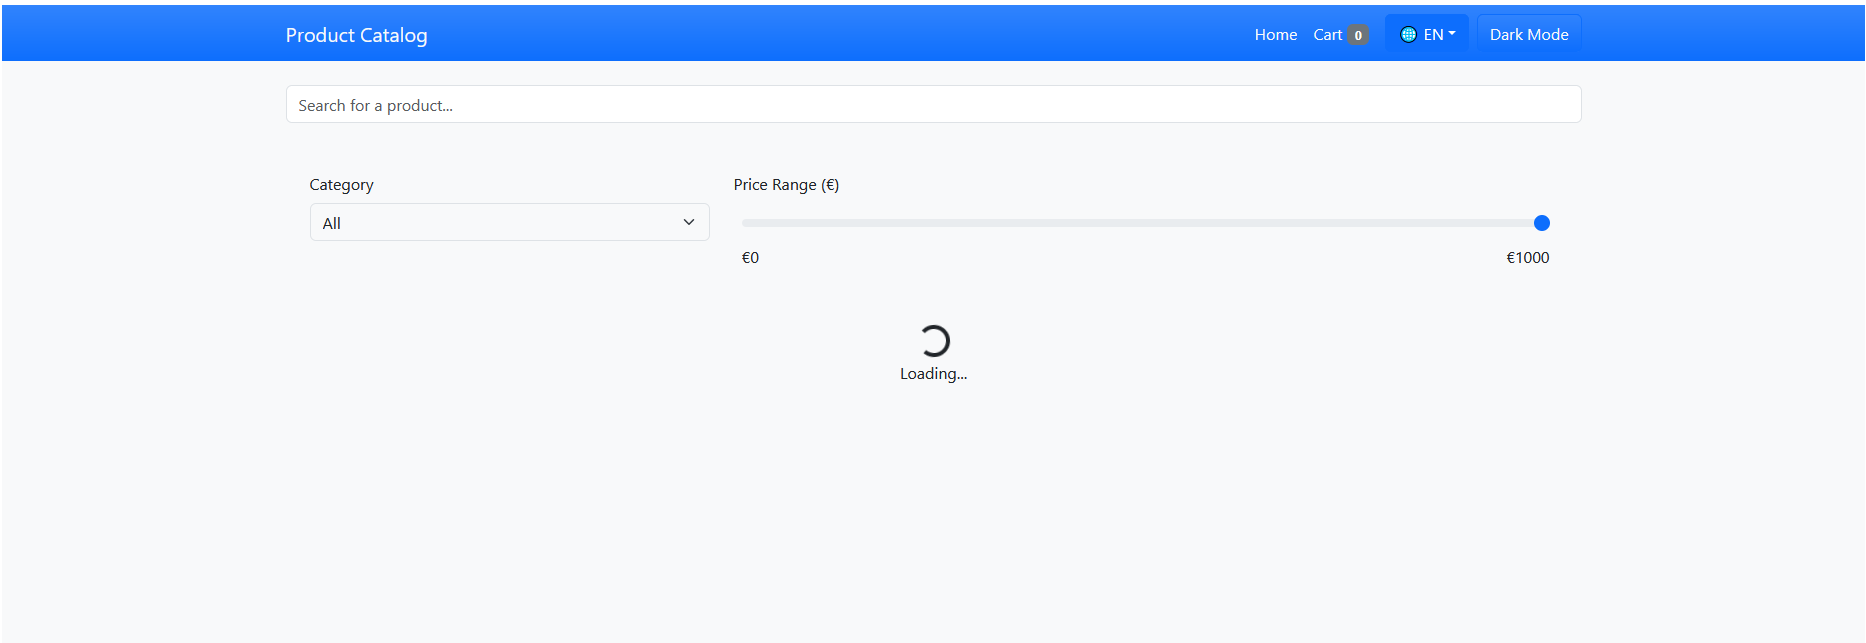 Product Catalog
Home Cart 0 EN Dark Mode
Search for a product...
Category
Price Range (€)
All
€0
€1000
Loading...